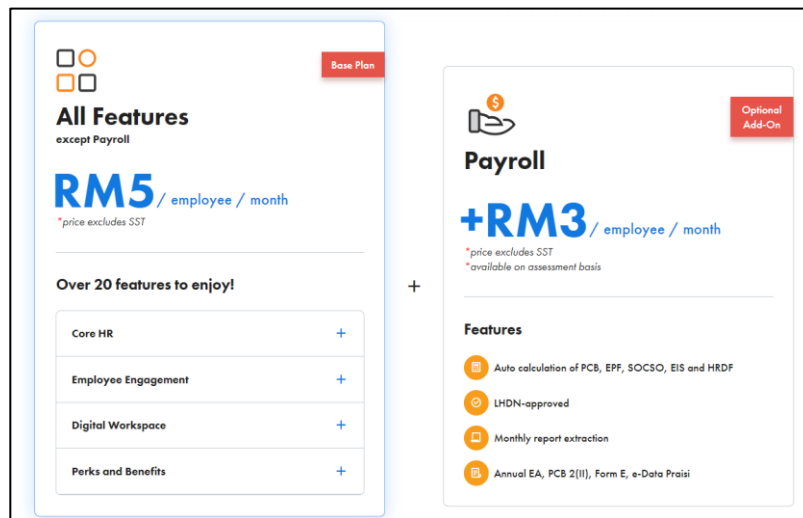 Base Plan
All Features
except Payroll
RM5 / employee / month
*price excludes SST
Over 20 features to enjoy!
Core HR +
Employee Engagement +
Digital Workspace +
Perks and Benefits +
+
$
Optional
Add-On
Payroll
+RM3 / employee / month
*price excludes SST
*available on assessment basis
Features
Auto calculation of PCB, EPF, SOCSO, EIS and HRDF
LHDN-approved
Monthly report extraction
Annual EA, PCB 2(II), Form E, e-Data Praisi